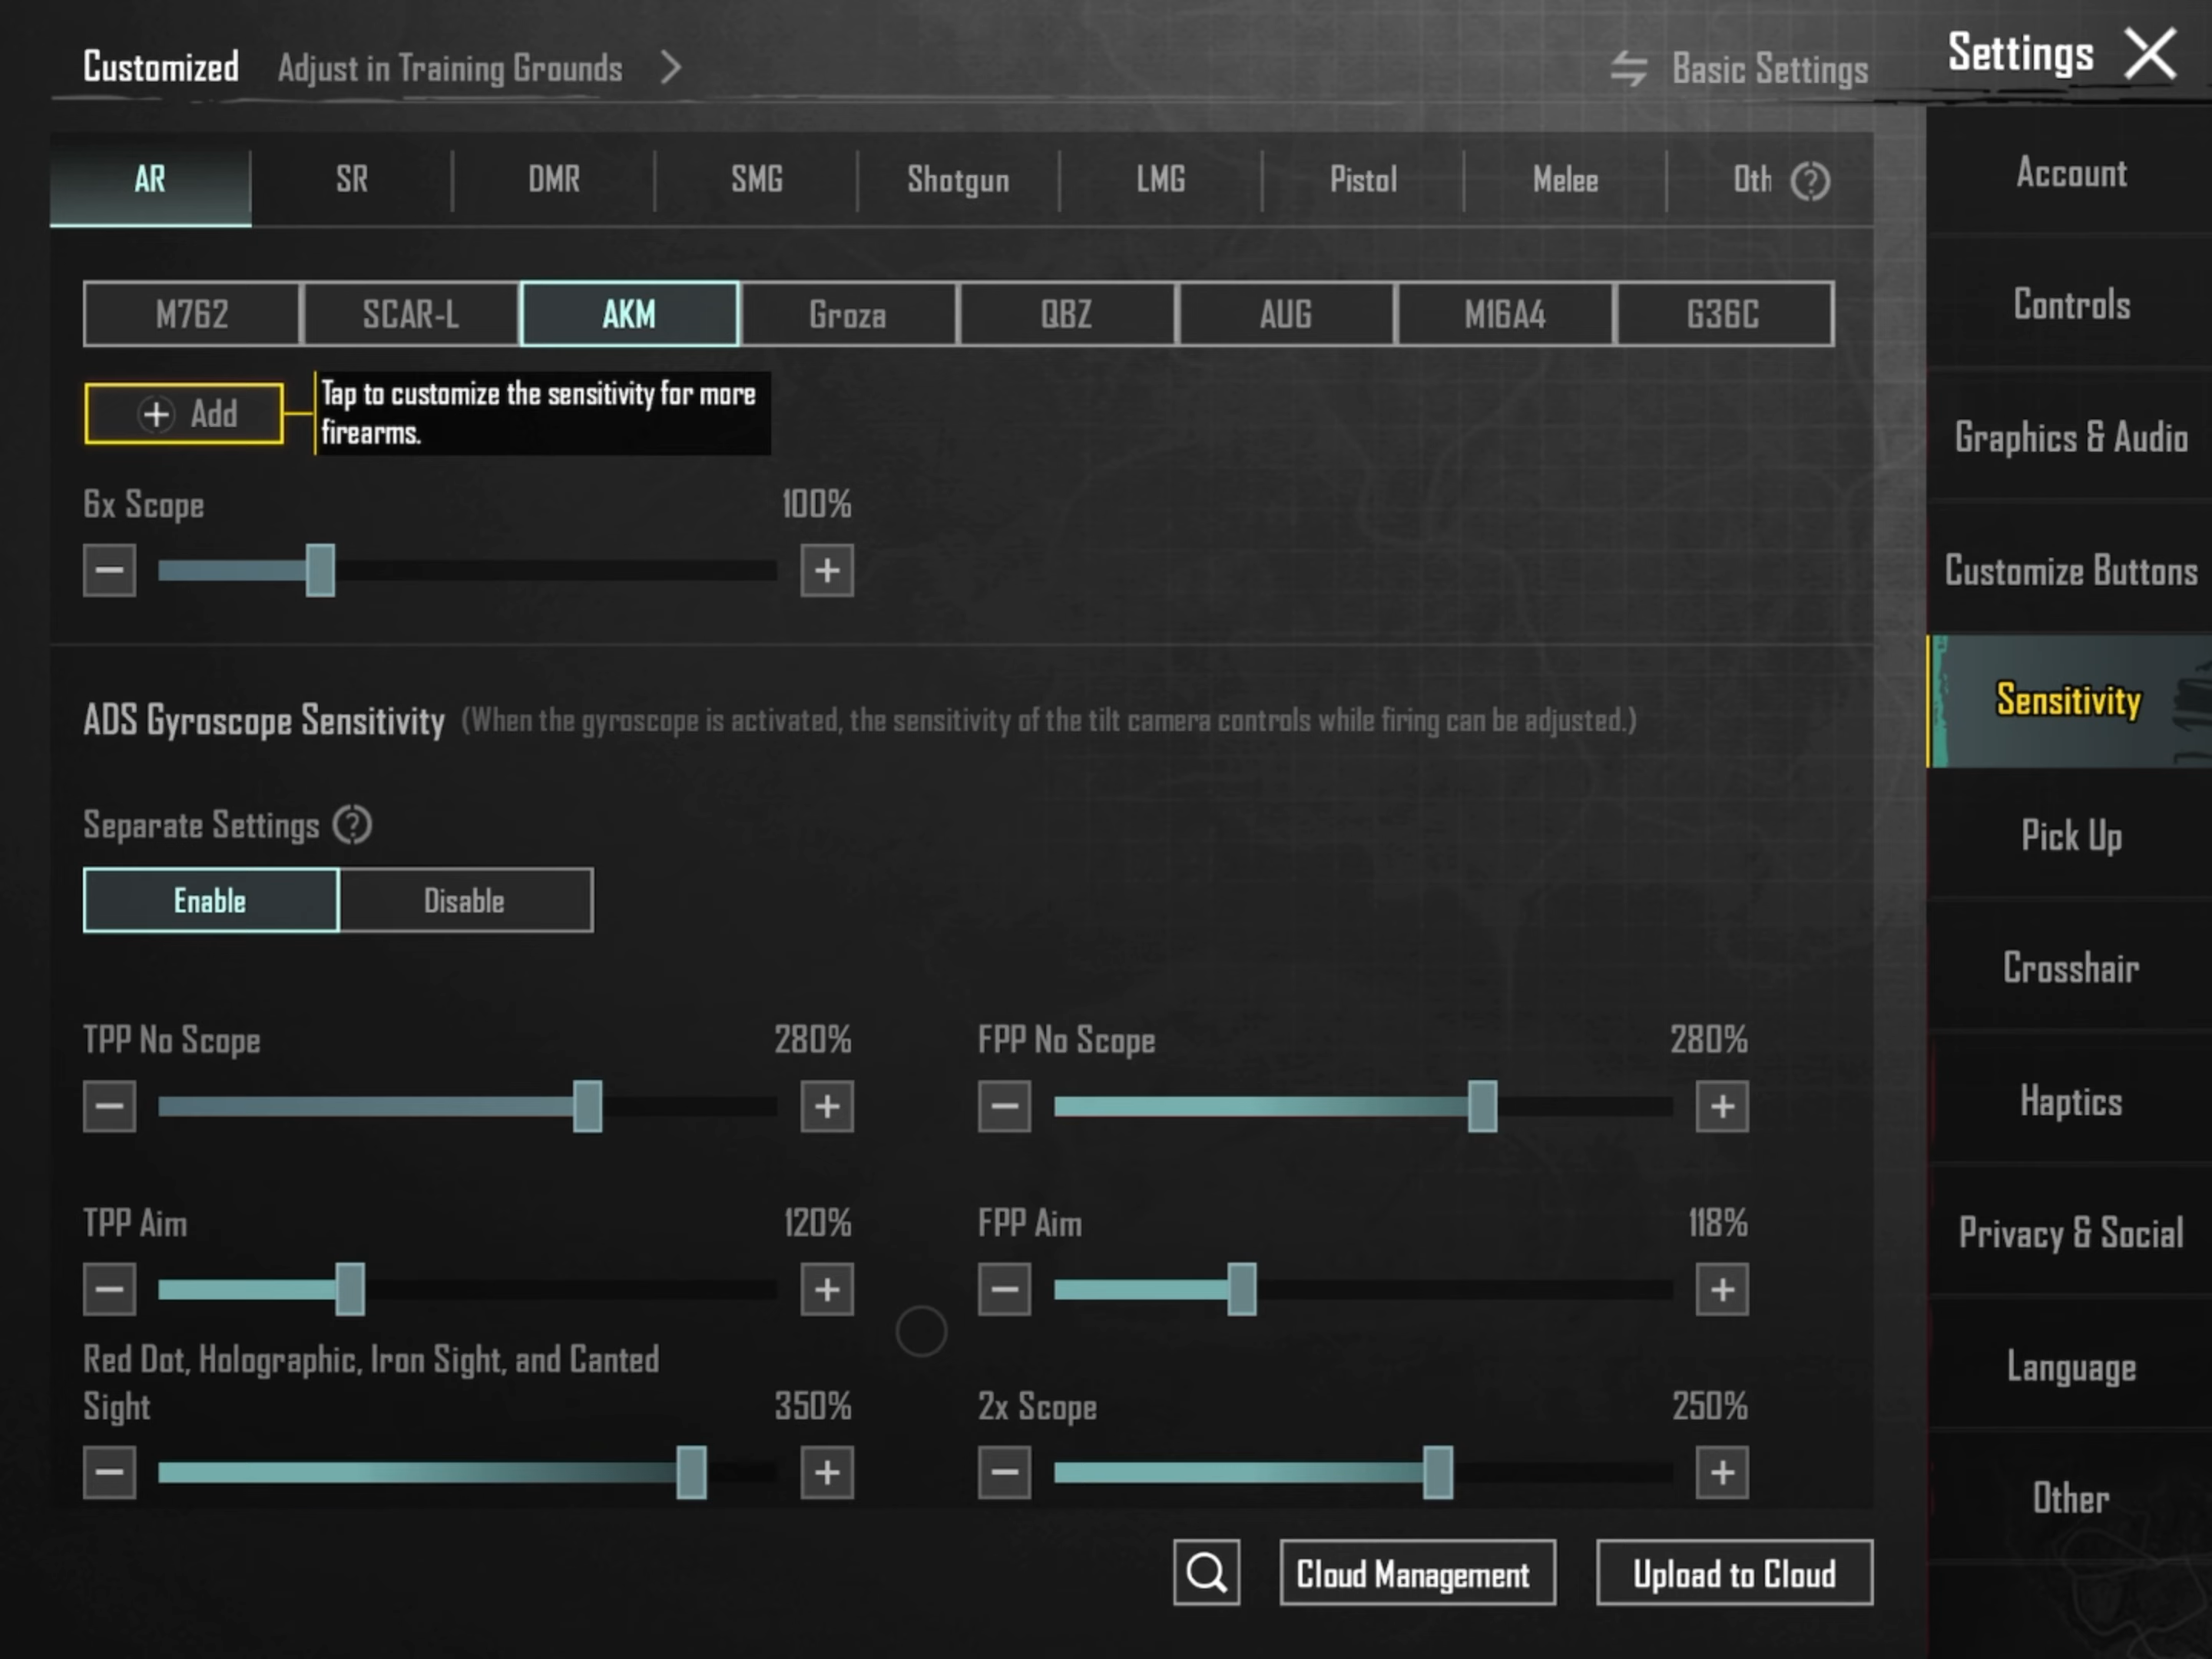 Customized
Adjust in Training Grounds
Basic Settings
Settings
AR
SR
DMR
SMG
Shotgun
LMG
Pistol
Melee
Oth
M762
SCAR-L
AKM
Groza
QBZ
AUG
M16A4
G36C
+ Add
Tap to customize the sensitivity for more
firearms.
6x Scope
100%
ADS Gyroscope Sensitivity (When the gyroscope is activated, the sensitivity of the tilt camera controls while firing can be adjusted.)
Separate Settings ?
Enable
Disable
TPP No Scope
280%
FPP No Scope
280%
TPP Aim
120%
FPP Aim
118%
Red Dot, Holographic, Iron Sight, and Canted
Sight
350%
2x Scope
250%
Cloud Management
Upload to Cloud
Account
Controls
Graphics & Audio
Customize Buttons
Sensitivity
Pick Up
Crosshair
Haptics
Privacy & Social
Language
Other